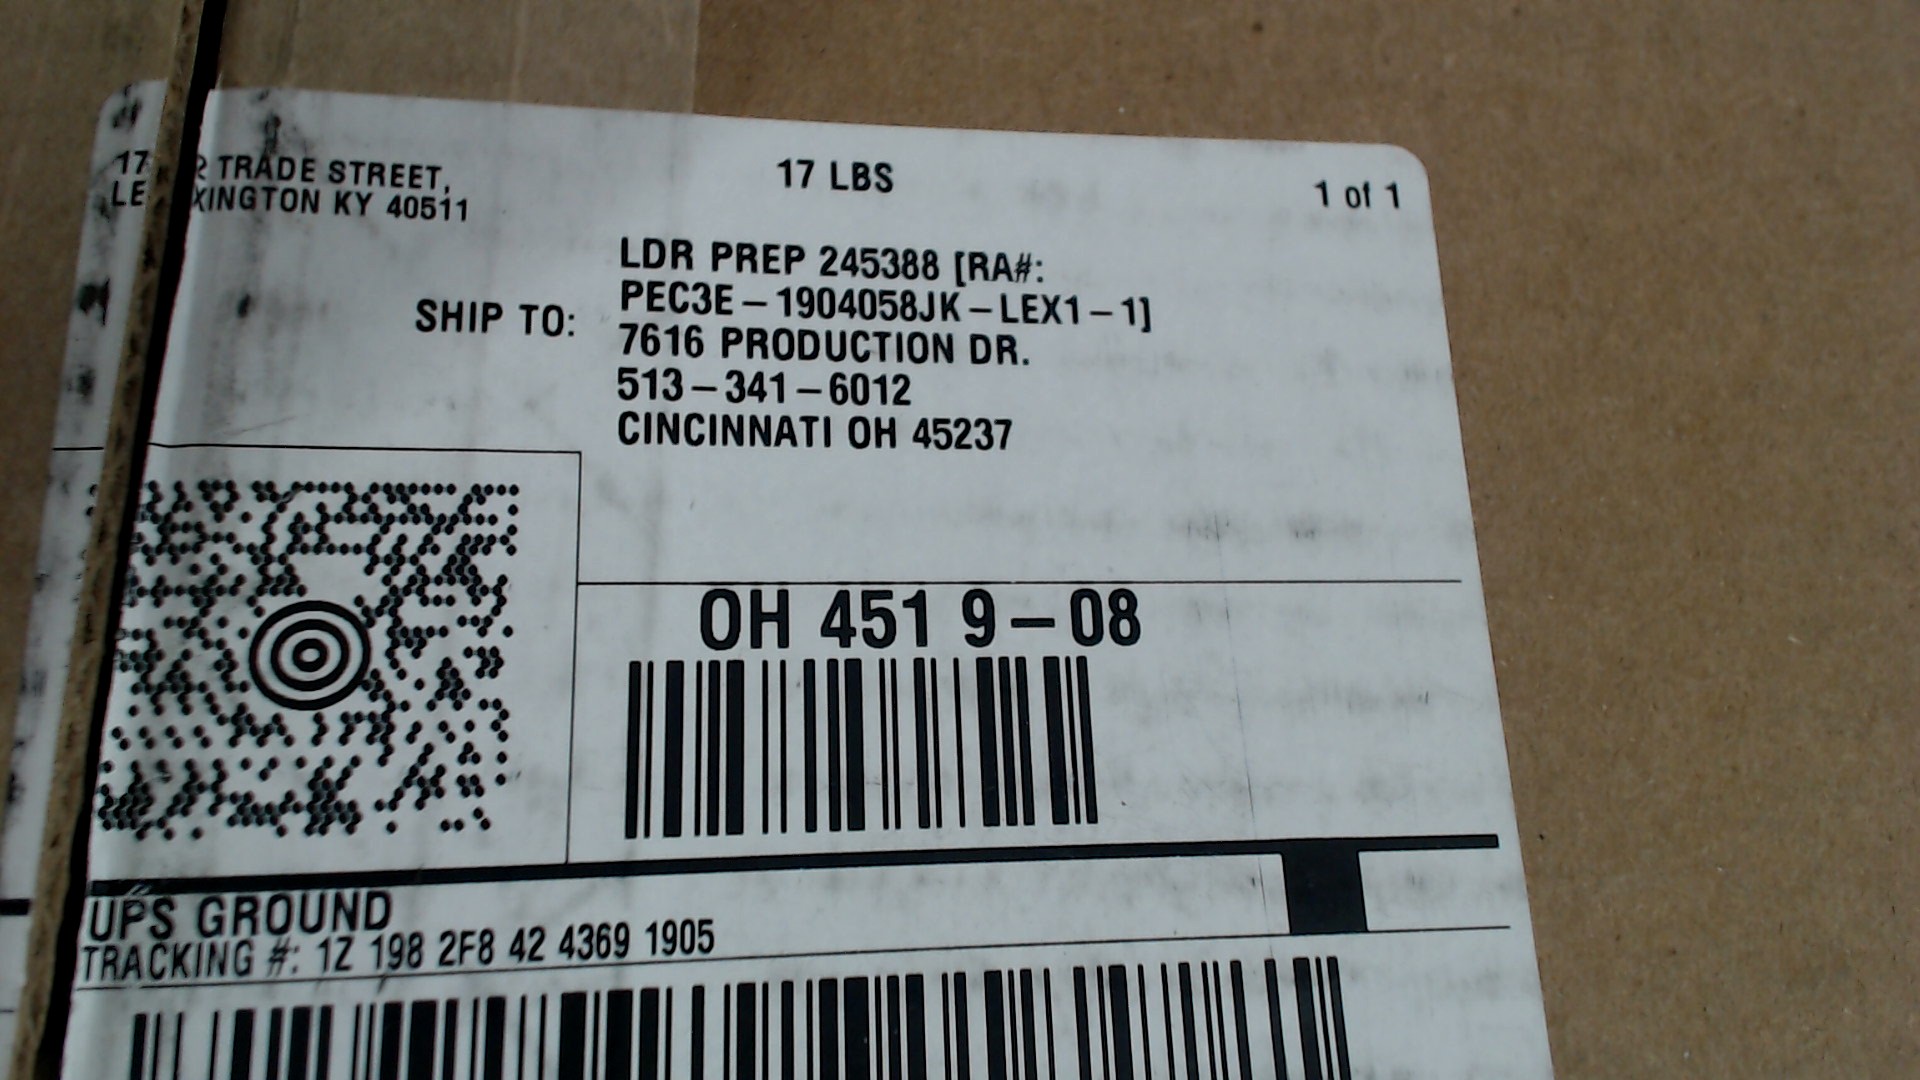 TRADE STREET,
LEXINGTON KY 40511
17 LBS
1 of 1
SHIP TO:
LDR PREP 245388 [RA#:
PEC3E-1904058JK-LEX1-1]
7616 PRODUCTION DR.
513-341-6012
CINCINNATI OH 45237
OH 451 9-08
UPS GROUND
TRACKING #: 1Z 198 2F8 42 4369 1905